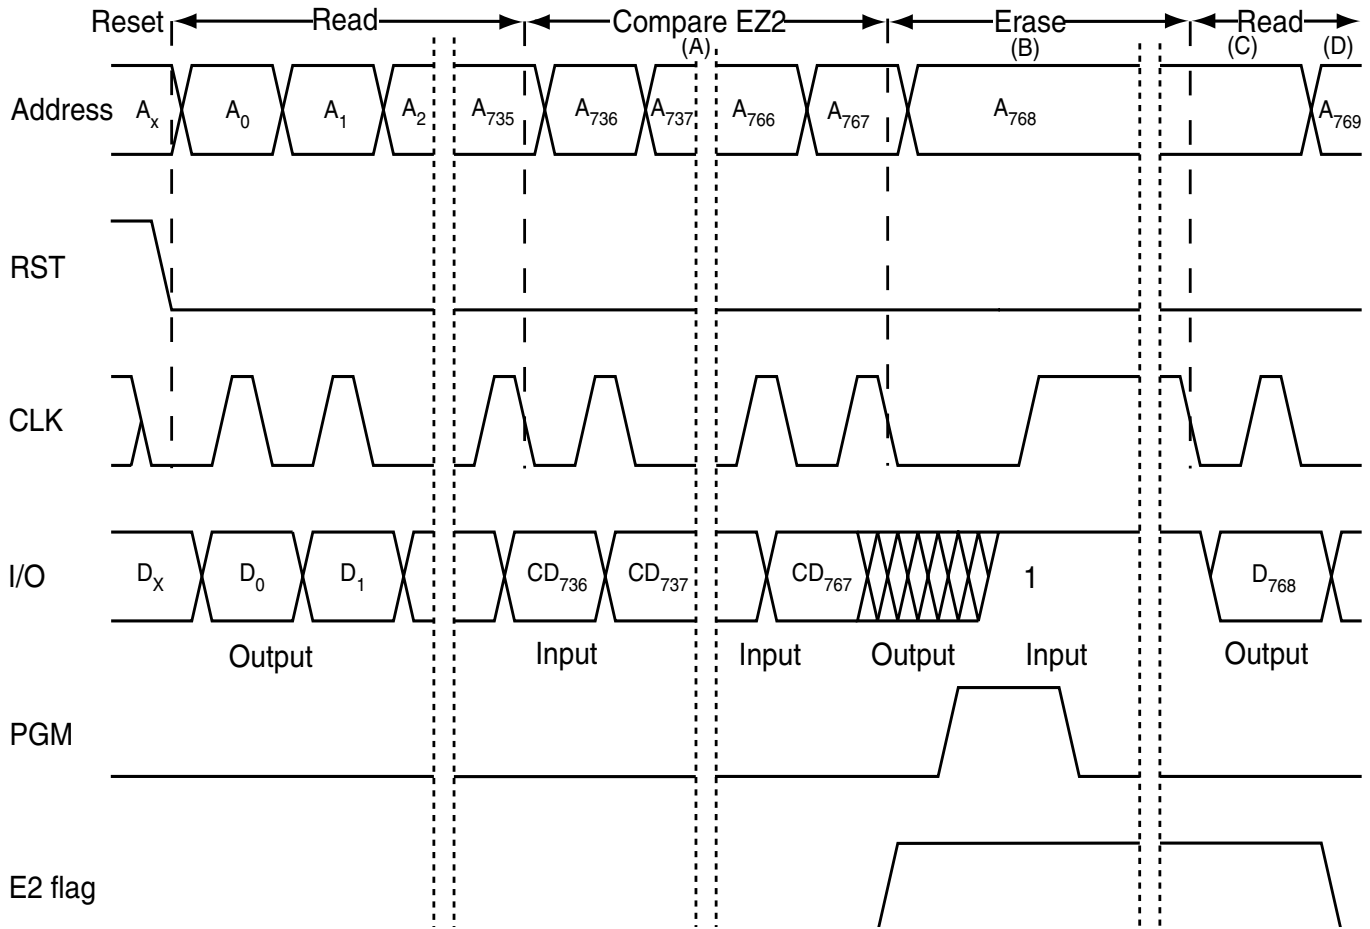 Reset Read Compare EZ2 Erase Read
(A) (B) (C) (D)
Address Ax A0 A1 A2 A735 A736 A737 A766 A767 A768 A769
RST
CLK
I/O DX D0 D1 CD736 CD737 CD767 1 D768
Output Input Input Output Input Output
PGM
E2 flag